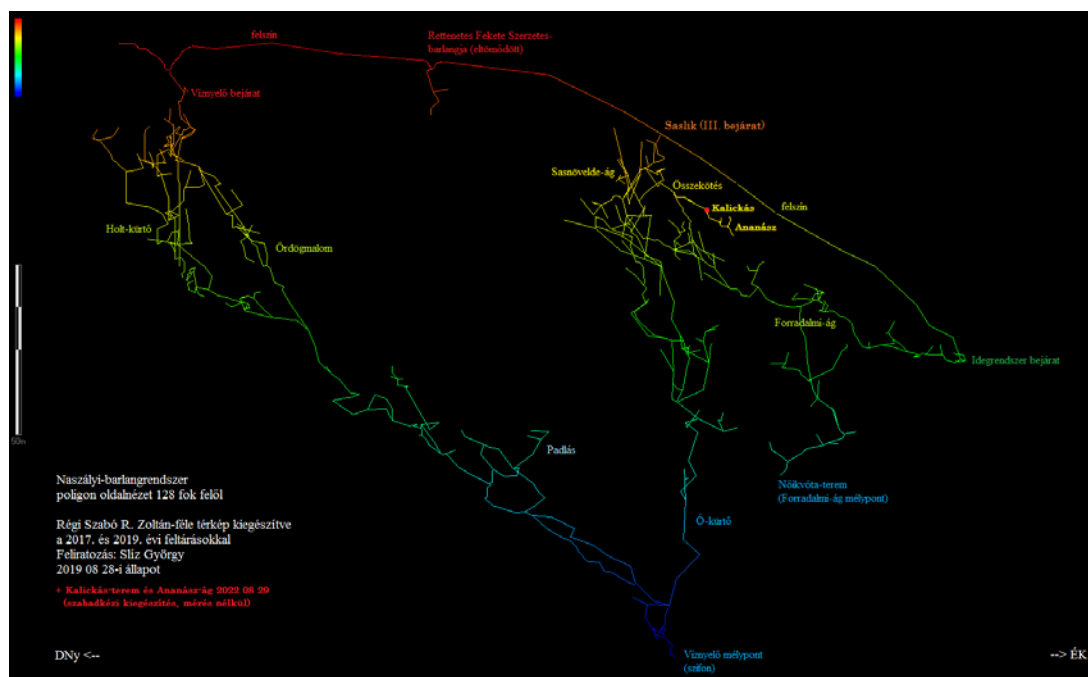 felszín
Rettenetes Fekete Szerzetes-
barlangja (eltömődött)
Víznyelő bejárat
Saslik (III. bejárat)
Sasnövelde-ág
Összekötés
Kalickás
felszín
Ananász
Holt-kürtő
Ördögmalom
Forradalmi-ág
Idegrendszer bejárat
50m
Padlás
Naszályi-barlangrendszer
poligon oldalnézet 128 fok felől
Nőikvóta-terem
(Forradalmi-ág mélypont)
Régi Szabó R. Zoltán-féle térkép kiegészítve
a 2017. és 2019. évi feltárásokkal
Feliratozás: Slíz György
2019 08 28-i állapot
Ó-kürtő
+ Kalickás-terem és Ananász-ág 2022 08 29
(szabadkézi kiegészítés, mérés nélkül)
DNy <--
Víznyelő mélypont
(szifon)
--> ÉK